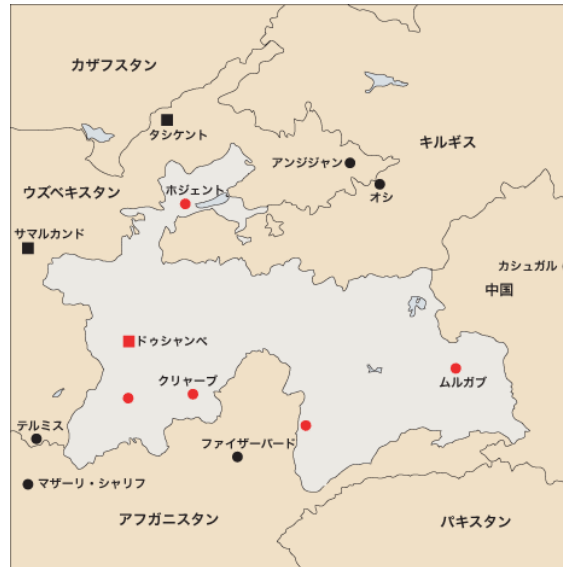 カザフスタン
タシケント
キルギス
アンジジャン
オシ
ウズベキスタン
ホジェント
サマルカンド
カシュガル
中国
ドゥシャンベ
クリャーブ
ムルガブ
テルミス
ファイザーバード
マザーリ・シャリフ
アフガニスタン
パキスタン